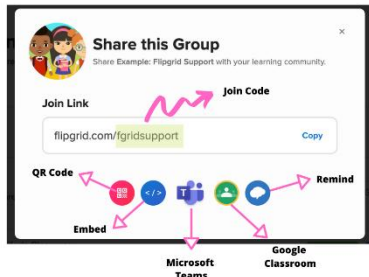 Share this Group
Share Example: Flipgrid Support with your learning community.
Join Code
Join Link
flipgrid.com/fgridsupport
Copy
QR Code
Remind
Embed
Microsoft
Teams
Google
Classroom